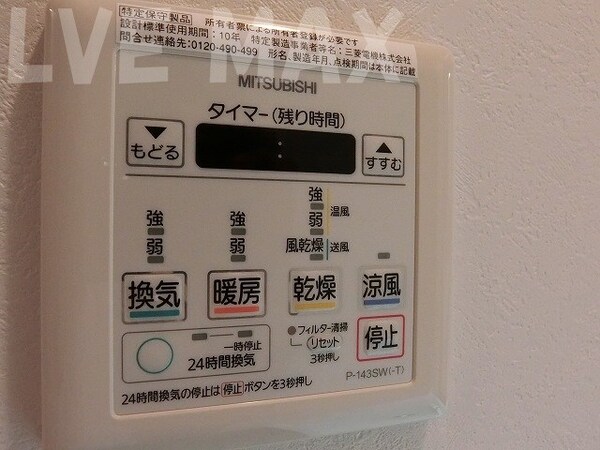 LVE MAX
特定保守製品 所有者票による所有者登録が必要です
設計標準使用期間：10年 特定製造事業者等名：三菱電機株式会社
問合せ連絡先：0120-490-499 形名、製造年月、点検期間は本体に記載
MITSUBISHI
タイマー(残り時間)
▼
もどる
:
▲
すすむ
強
弱
強
弱
強
弱
温風
風乾燥
送風
換気
暖房
乾燥
涼風
一時停止
24時間換気
フィルター清掃
リセット
3秒押し
停止
P-143SW(-T)
24時間換気の停止は停止ボタンを3秒押し